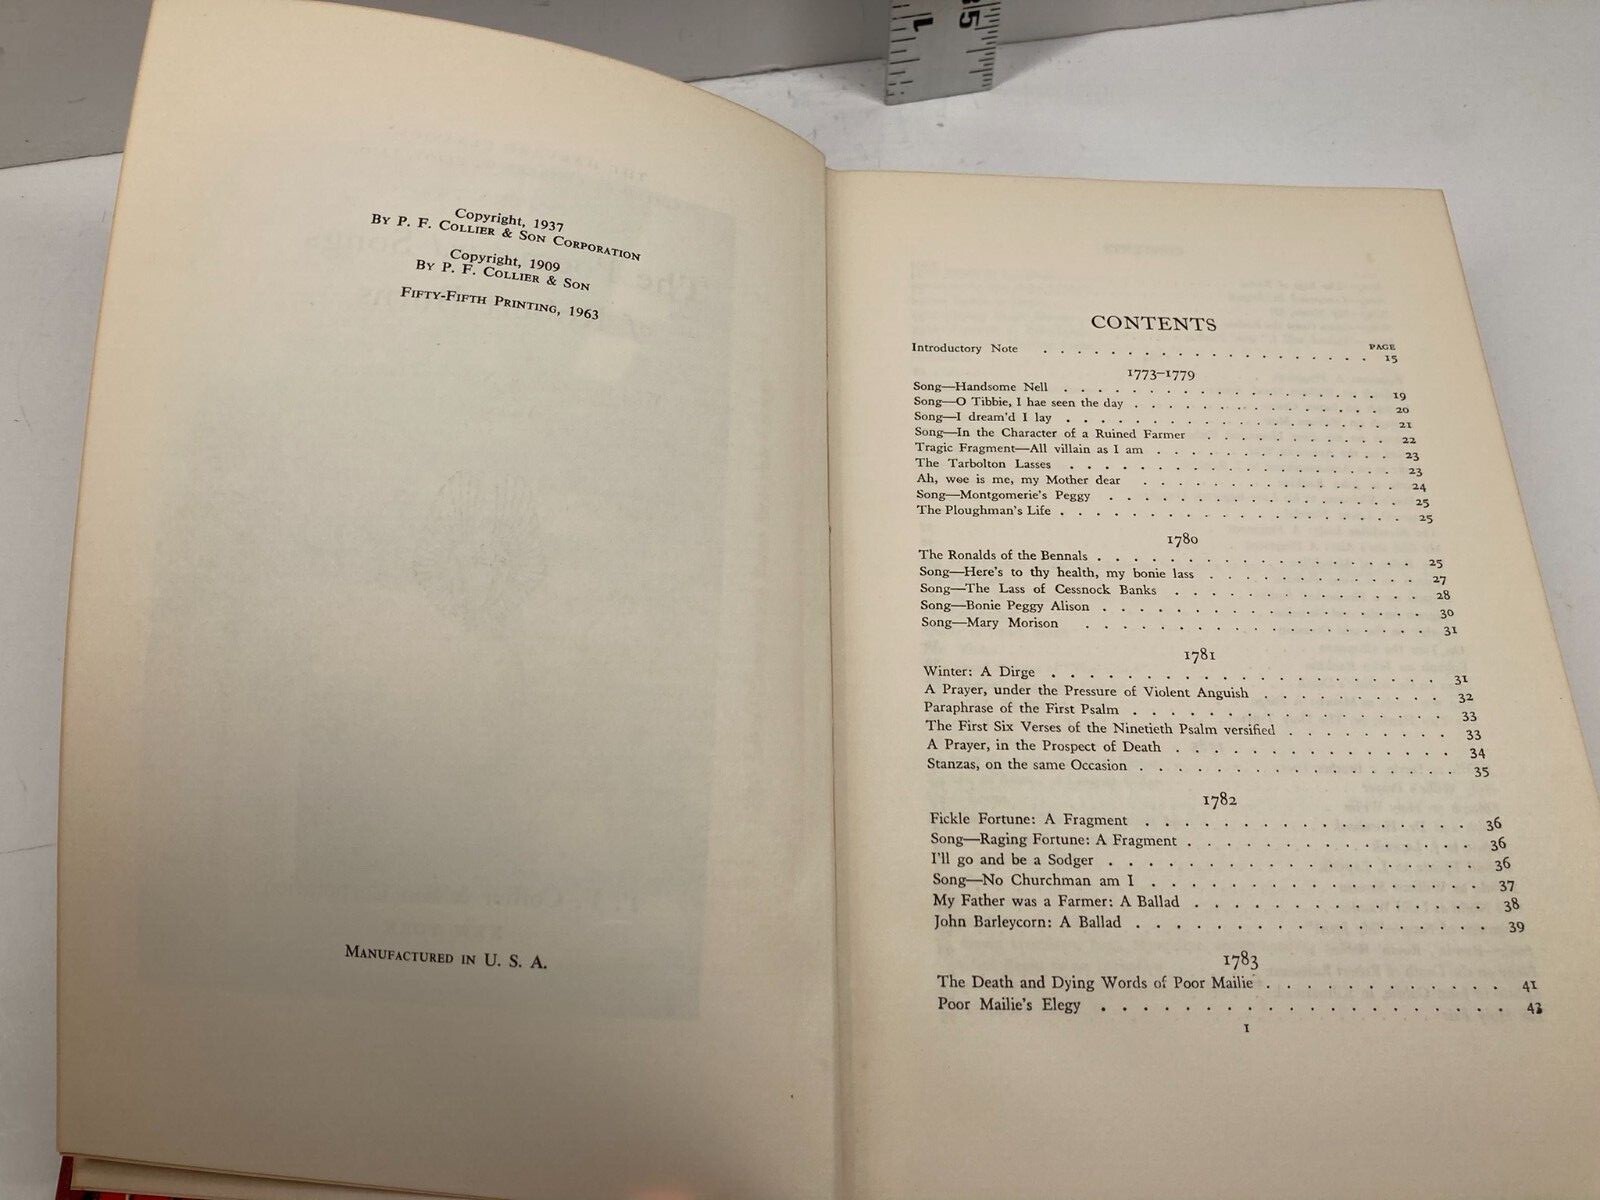 Copyright, 1937
By P. F. Collier & Son Corporation
Copyright, 1909
By P. F. Collier & Son
Fifty-Fifth Printing, 1963
Manufactured in U. S. A.
1
35
CONTENTS
PAGE
Introductory Note . . . . . . . . . . . . . . . . . . . . 15
1773–1779
Song—Handsome Nell . . . . . . . . . . . . . . . . . . . 19
Song—O Tibbie, I hae seen the day . . . . . . . . . . . . . . 20
Song—I dream'd I lay . . . . . . . . . . . . . . . . . . . 21
Song—In the Character of a Ruined Farmer . . . . . . . . . . . 22
Tragic Fragment—All villain as I am . . . . . . . . . . . . . 23
The Tarbolton Lasses . . . . . . . . . . . . . . . . . . . 23
Ah, woe is me, my Mother dear . . . . . . . . . . . . . . . 24
Song—Montgomerie's Peggy . . . . . . . . . . . . . . . . . 25
The Ploughman's Life . . . . . . . . . . . . . . . . . . . 25
1780
The Ronalds of the Bennals . . . . . . . . . . . . . . . . . 25
Song—Here's to thy health, my bonie lass . . . . . . . . . . . 27
Song—The Lass of Cessnock Banks . . . . . . . . . . . . . . 28
Song—Bonie Peggy Alison . . . . . . . . . . . . . . . . . 30
Song—Mary Morison . . . . . . . . . . . . . . . . . . . 31
1781
Winter: A Dirge . . . . . . . . . . . . . . . . . . . . 31
A Prayer, under the Pressure of Violent Anguish . . . . . . . . . . 32
Paraphrase of the First Psalm . . . . . . . . . . . . . . . . 33
The First Six Verses of the Ninetieth Psalm versified . . . . . . . . . 33
A Prayer, in the Prospect of Death . . . . . . . . . . . . . . 34
Stanzas, on the same Occasion . . . . . . . . . . . . . . . . 35
1782
Fickle Fortune: A Fragment . . . . . . . . . . . . . . . . 36
Song—Raging Fortune: A Fragment . . . . . . . . . . . . . . 36
I'll go and be a Sodger . . . . . . . . . . . . . . . . . . 36
Song—No Churchman am I . . . . . . . . . . . . . . . . 37
My Father was a Farmer: A Ballad . . . . . . . . . . . . . . 38
John Barleycorn: A Ballad . . . . . . . . . . . . . . . . . 39
1783
The Death and Dying Words of Poor Mailie . . . . . . . . . . . 41
Poor Mailie's Elegy . . . . . . . . . . . . . . . . . . . 43
1